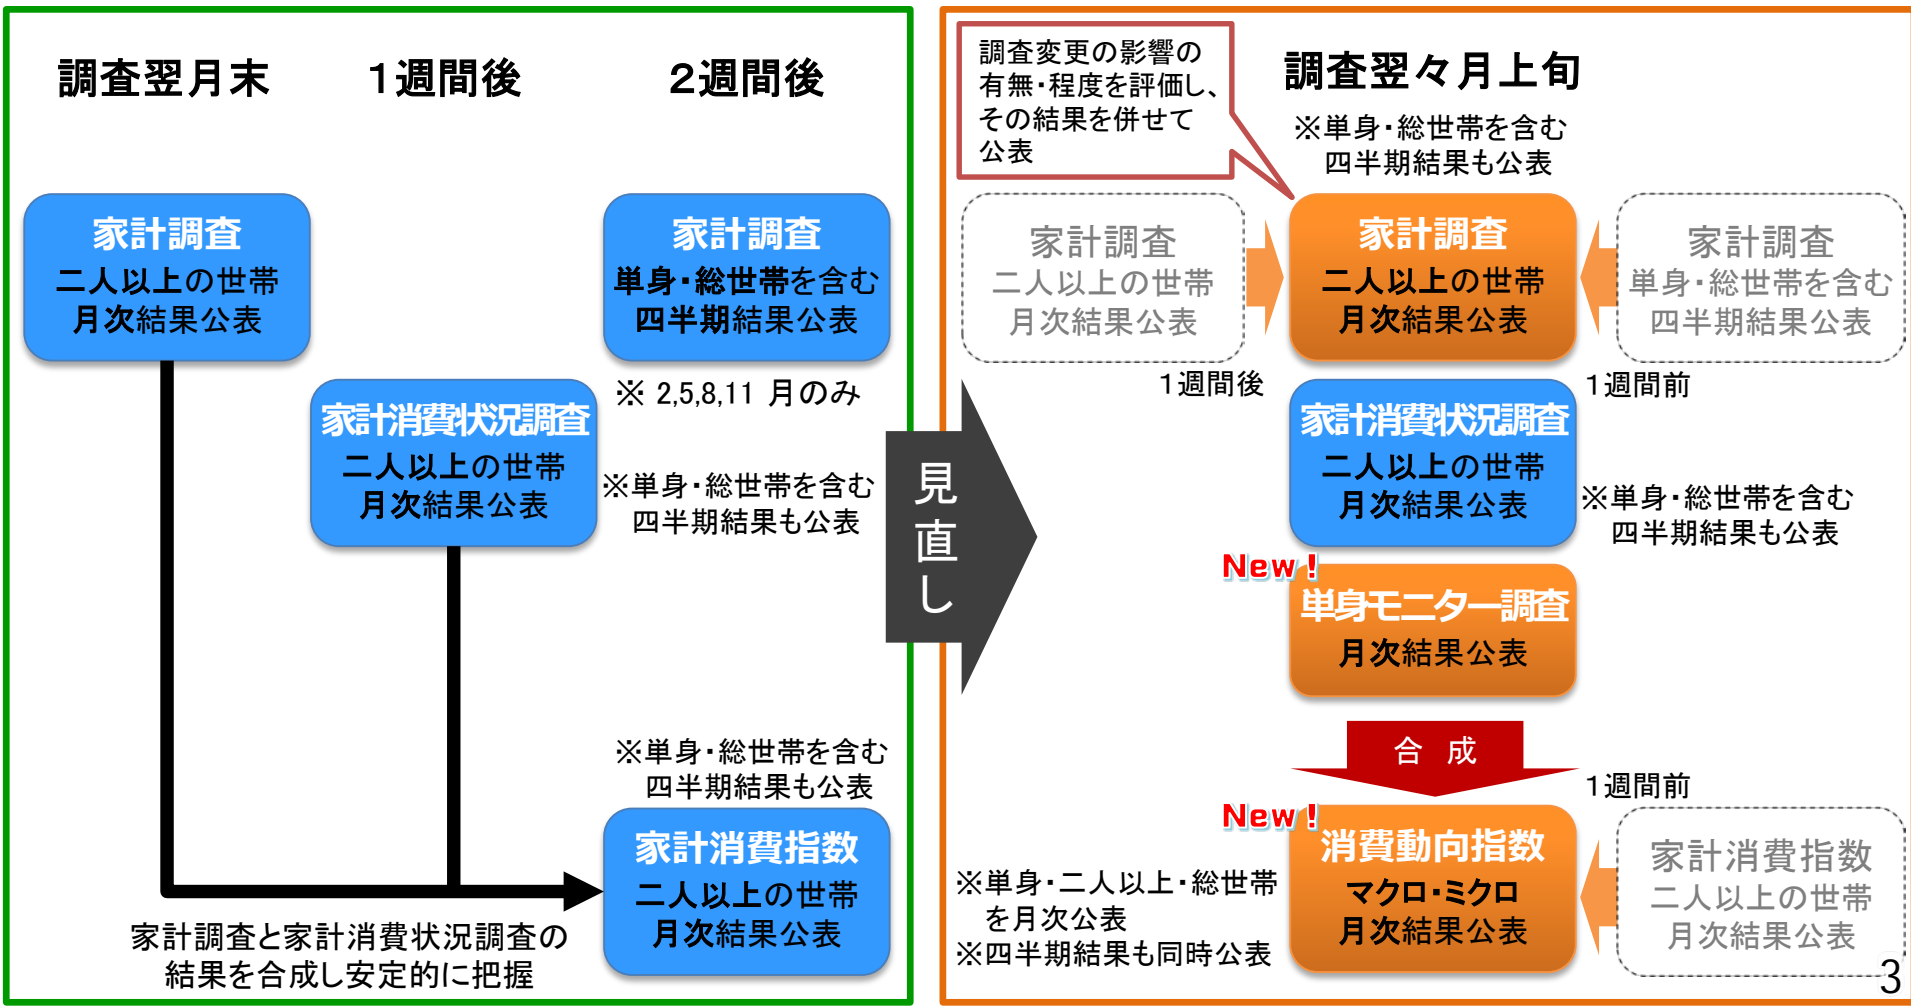 調査翌月末
1週間後
2週間後
家計調査
二人以上の世帯
月次結果公表
家計調査
単身・総世帯を含む
四半期結果公表
※ 2,5,8,11 月のみ
家計消費状況調査
二人以上の世帯
月次結果公表
※単身・総世帯を含む
四半期結果も公表
※単身・総世帯を含む
四半期結果も公表
家計消費指数
二人以上の世帯
月次結果公表
家計調査と家計消費状況調査の
結果を合成し安定的に把握
見直し
調査変更の影響の
有無・程度を評価し、
その結果を併せて
公表
調査翌々月上旬
※単身・総世帯を含む
四半期結果も公表
家計調査
二人以上の世帯
月次結果公表
1週間後
家計調査
二人以上の世帯
月次結果公表
家計調査
単身・総世帯を含む
四半期結果公表
1週間前
家計消費状況調査
二人以上の世帯
月次結果公表
※単身・総世帯を含む
四半期結果も公表
New!
単身モニター調査
月次結果公表
合 成
New!
消費動向指数
マクロ・ミクロ
月次結果公表
※単身・二人以上・総世帯
を月次公表
※四半期結果も同時公表
1週間前
家計消費指数
二人以上の世帯
月次結果公表
3